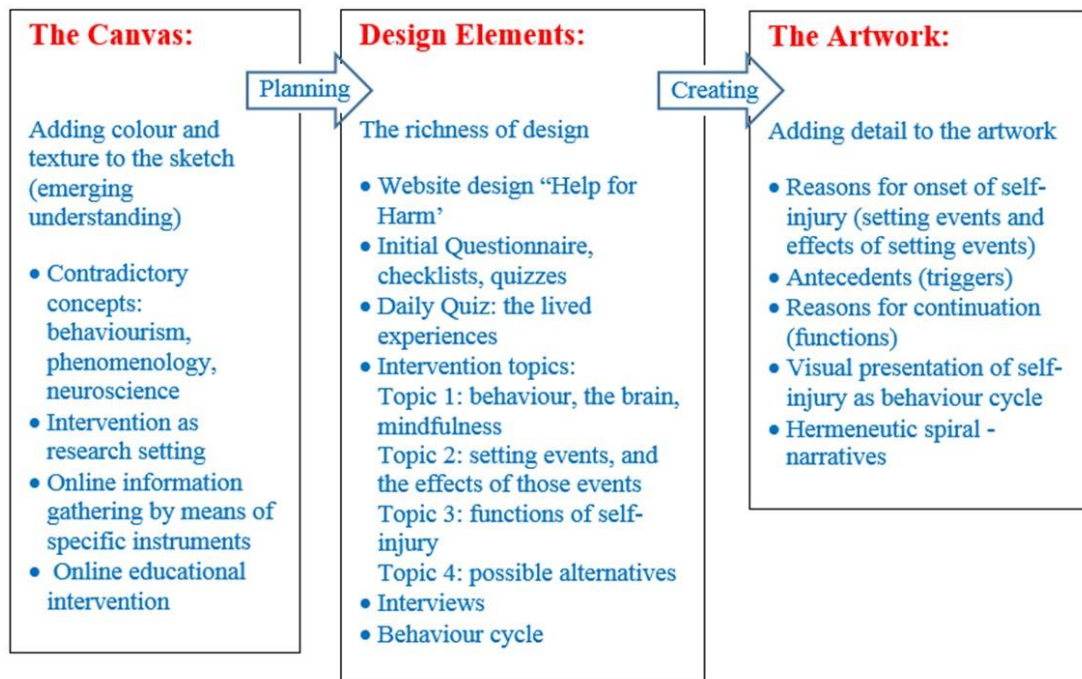 The Canvas:
Adding colour and
texture to the sketch
(emerging
understanding)
• Contradictory
concepts:
behaviourism,
phenomenology,
neuroscience
• Intervention as
research setting
• Online information
gathering by means of
specific instruments
• Online educational
intervention
Planning
Design Elements:
The richness of design
• Website design “Help for
Harm’
• Initial Questionnaire,
checklists, quizzes
• Daily Quiz: the lived
experiences
• Intervention topics:
Topic 1: behaviour, the brain,
mindfulness
Topic 2: setting events, and
the effects of those events
Topic 3: functions of self-
injury
Topic 4: possible alternatives
• Interviews
• Behaviour cycle
Creating
The Artwork:
Adding detail to the artwork
• Reasons for onset of self-
injury (setting events and
effects of setting events)
• Antecedents (triggers)
• Reasons for continuation
(functions)
• Visual presentation of self-
injury as behaviour cycle
• Hermeneutic spiral -
narratives